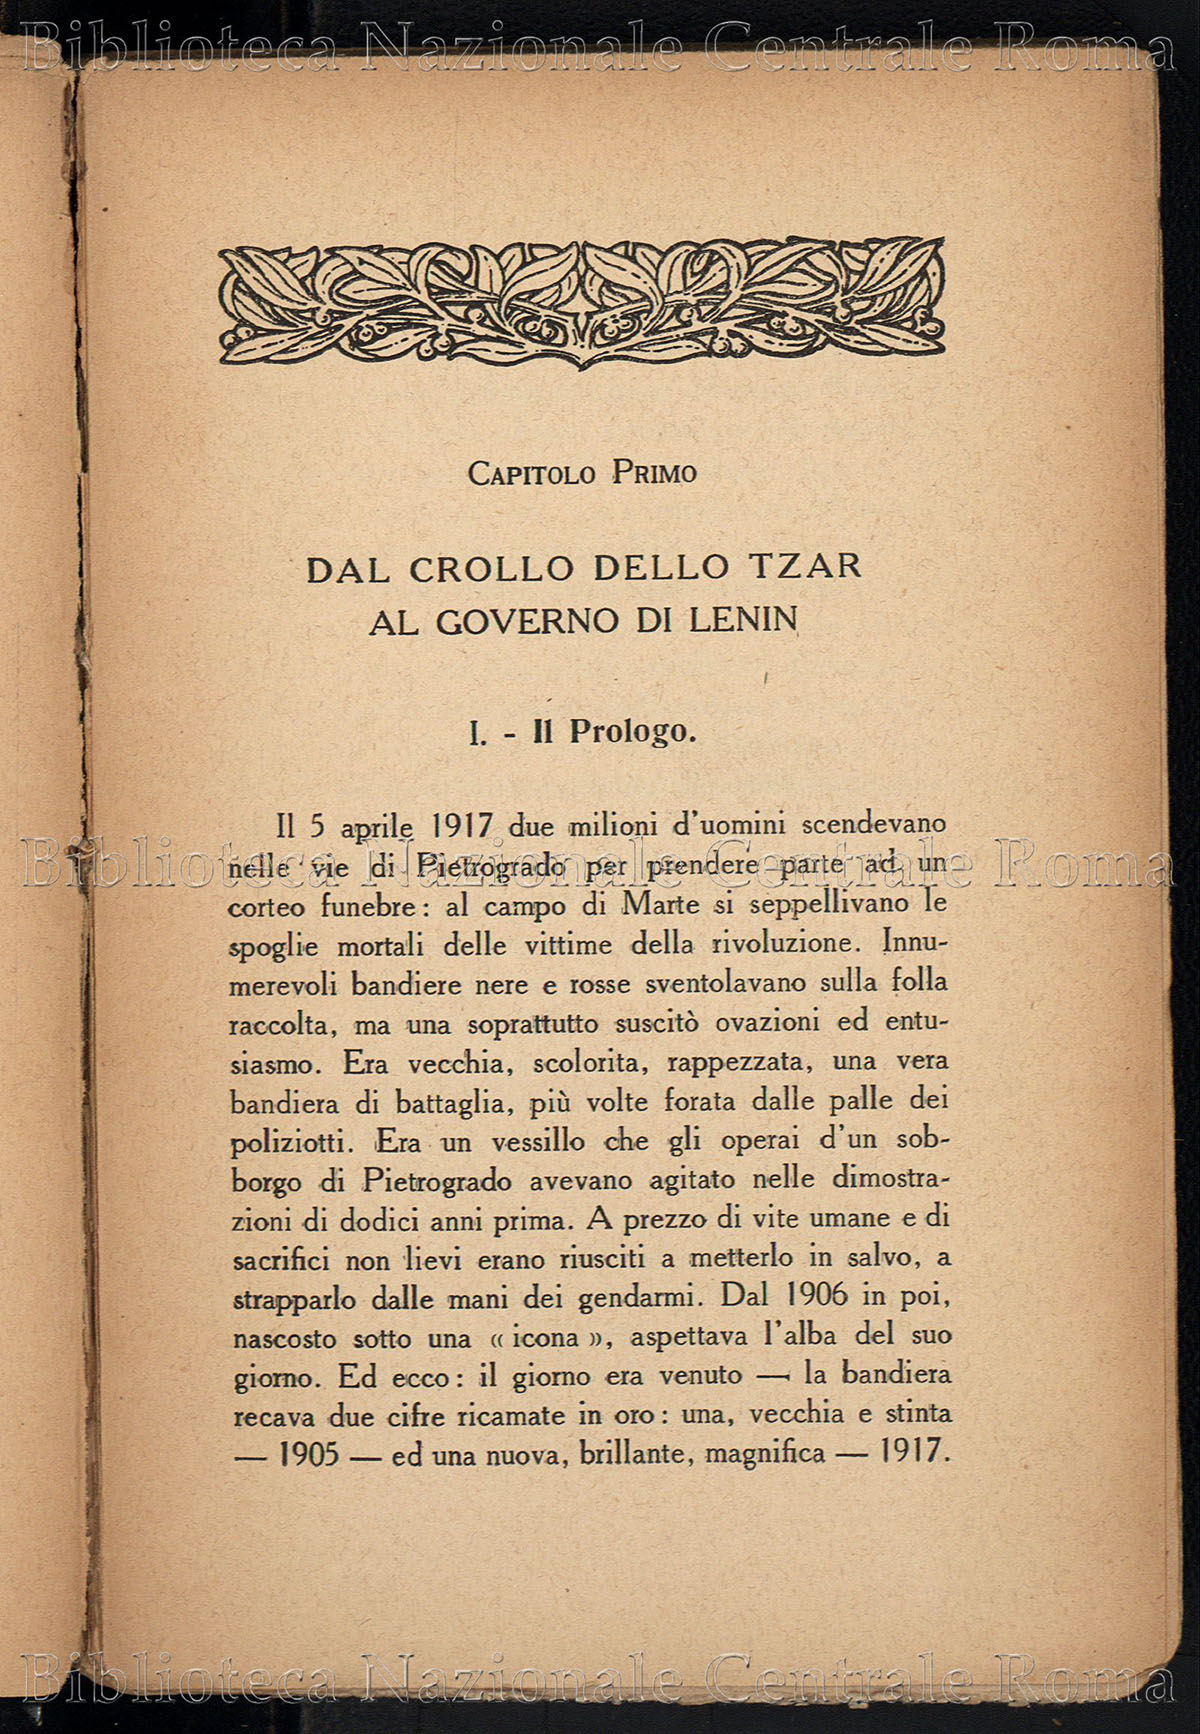 Biblioteca Nazionale Centrale Roma
CAPITOLO PRIMO
DAL CROLLO DELLO TZAR
AL GOVERNO DI LENIN
I. - Il Prologo.
Il 5 aprile 1917 due milioni d'uomini scendevano
nelle vie di Pietrogrado per prendere parte ad un
Biblioteca Nazionale Centrale Roma
corteo funebre : al campo di Marte si seppellivano le
spoglie mortali delle vittime della rivoluzione. Innu-
merevoli bandiere nere e rosse sventolavano sulla folla
raccolta, ma una soprattutto suscitò ovazioni ed entu-
siasmo. Era vecchia, scolorita, rappezzata, una vera
bandiera di battaglia, più volte forata dalle palle dei
poliziotti. Era un vessillo che gli operai d'un sob-
borgo di Pietrogrado avevano agitato nelle dimostra-
zioni di dodici anni prima. A prezzo di vite umane e di
sacrifici non lievi erano riusciti a metterlo in salvo, a
strapparlo dalle mani dei gendarmi. Dal 1906 in poi,
nascosto sotto una « icona », aspettava l'alba del suo
giorno. Ed ecco : il giorno era venuto — la bandiera
recava due cifre ricamate in oro : una, vecchia e stinta
— 1905 — ed una nuova, brillante, magnifica — 1917.
Biblioteca Nazionale Centrale Roma